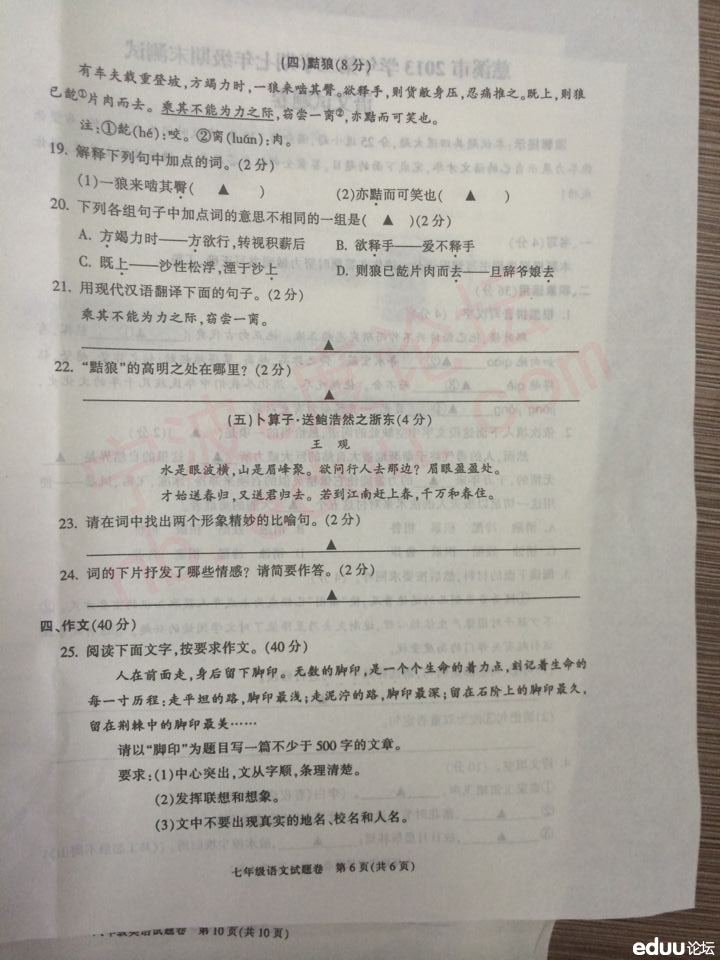 (四)黠狼(8分)
有车夫载重登坡,方竭力时,一狼来啮其臀。欲释手,则货敝身压,忍痛推之。既上,则狼
已龁①片肉而去。乘其不能为力之际,窃尝一脔②,亦黠而可笑也。
注:①龁(hé):咬。②脔(luán):肉。
19. 解释下列句中加点的词。(2分)
(1)一狼来啮其臀( ▲ ) (2)亦黠而可笑也( ▲ )
20. 下列各组句子中加点词的意思不相同的一组是( ▲ )(2分)
A. 方竭力时——方欲行,转视积薪后 B. 欲释手——爱不释手
C. 既上——沙性松浮,湮于沙上 D. 则狼已龁片肉而去——旦辞爷娘去
21. 用现代汉语翻译下面的句子。(2分)
乘其不能为力之际,窃尝一脔。
▲
22. “黠狼”的高明之处在哪里?(2分)
▲
(五)卜算子·送鲍浩然之浙东(4分)
王 观
水是眼波横,山是眉峰聚。欲问行人去那边?眉眼盈盈处。
才始送春归,又送君归去。若到江南赶上春,千万和春住。
23. 请在词中找出两个形象精妙的比喻句。(2分)
▲
24. 词的下片抒发了哪些情感?请简要作答。(2分)
▲
四、作文(40分)
25. 阅读下面文字,按要求作文。(40分)
人在前面走,身后留下脚印。无数的脚印,是一个个生命的着力点,刻记着生命的
每一寸历程:走平坦的路,脚印最浅;走泥泞的路,脚印最深;留在石阶上的脚印最久,
留在荆棘中的脚印最美……
请以“脚印”为题目写一篇不少于500字的文章。
要求:(1)中心突出,文从字顺,条理清楚。
(2)发挥联想和想象。
(3)文中不要出现真实的地名、校名和人名。
七年级语文试题卷 第6页(共6页)
年级英语试题卷 第10页(共10页)
eduu论坛